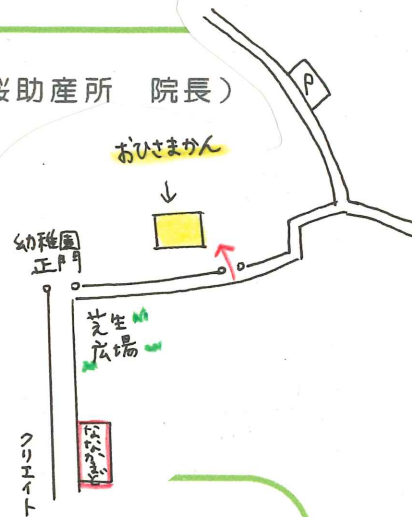 桜助産所 院長)
P
おひさまかん
幼稚園
正門
芝生
広場
ななかまど
クリエイト